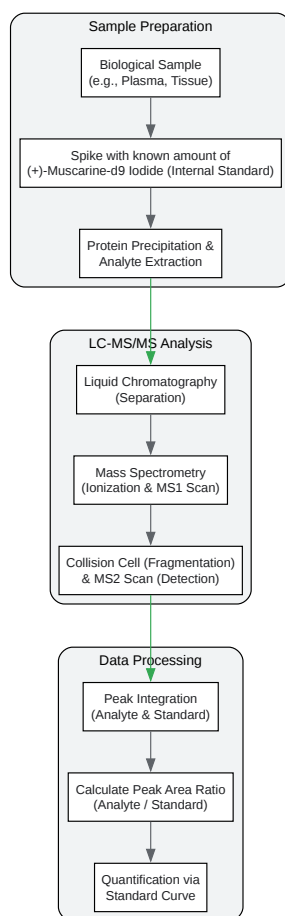 Sample Preparation
Biological Sample
(e.g., Plasma, Tissue)
Spike with known amount of
(+)-Muscarine-d9 Iodide (Internal Standard)
Protein Precipitation &
Analyte Extraction
LC-MS/MS Analysis
Liquid Chromatography
(Separation)
Mass Spectrometry
(Ionization & MS1 Scan)
Collision Cell (Fragmentation)
& MS2 Scan (Detection)
Data Processing
Peak Integration
(Analyte & Standard)
Calculate Peak Area Ratio
(Analyte / Standard)
Quantification via
Standard Curve